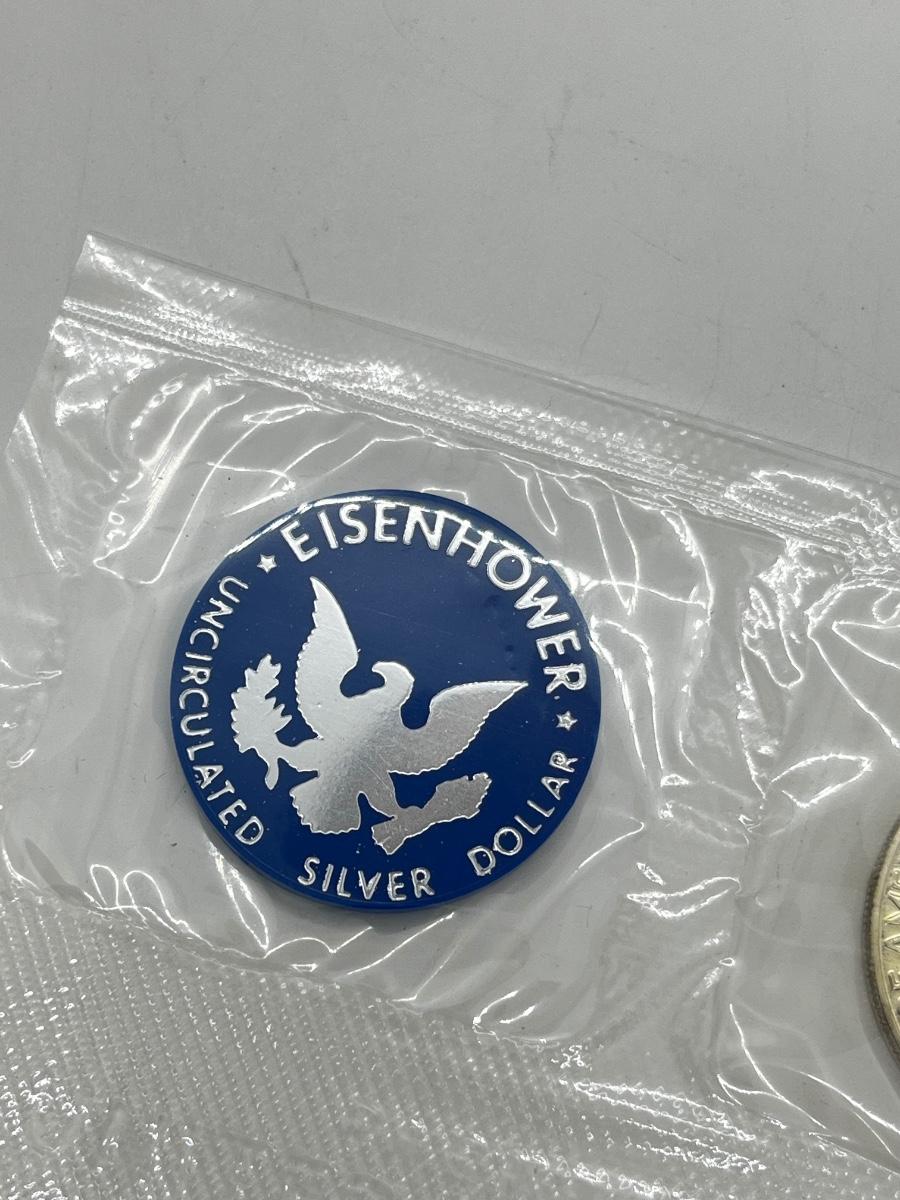 ★ EISENHOWER ★
UNCIRCULATED SILVER DOLLAR